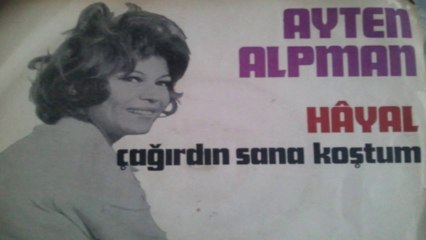 AYTEN
ALPMAN
HÂYAL
çağırdın sana koştum